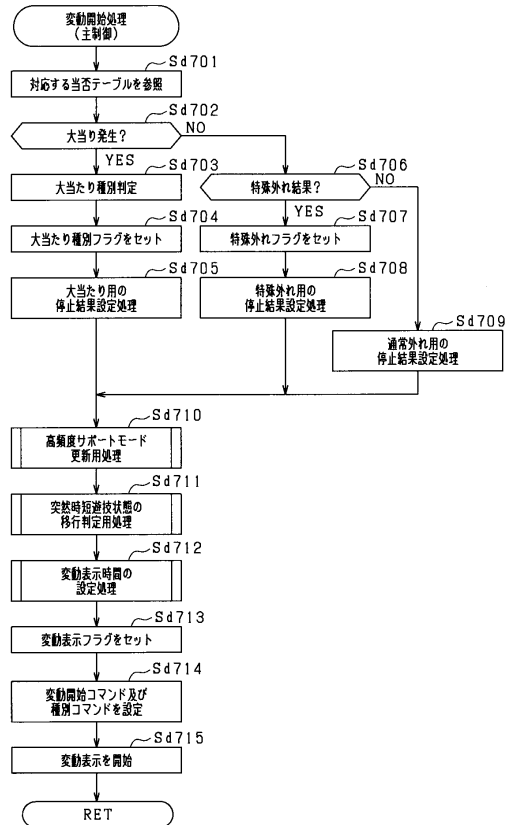 変動開始処理
(主制御)
Sd701
対応する当否テーブルを参照
Sd702
大当り発生?
NO
YES
Sd703
大当たり種別判定
Sd704
大当たり種別フラグをセット
Sd705
大当たり用の
停止結果設定処理
Sd706
特殊外れ結果?
NO
YES
Sd707
特殊外れフラグをセット
Sd708
特殊外れ用の
停止結果設定処理
Sd709
通常外れ用の
停止結果設定処理
Sd710
高頻度サポートモード
更新用処理
Sd711
突然時短遊技状態の
移行判定用処理
Sd712
変動表示時間の
設定処理
Sd713
変動表示フラグをセット
Sd714
変動開始コマンド及び
種別コマンドを設定
Sd715
変動表示を開始
RET